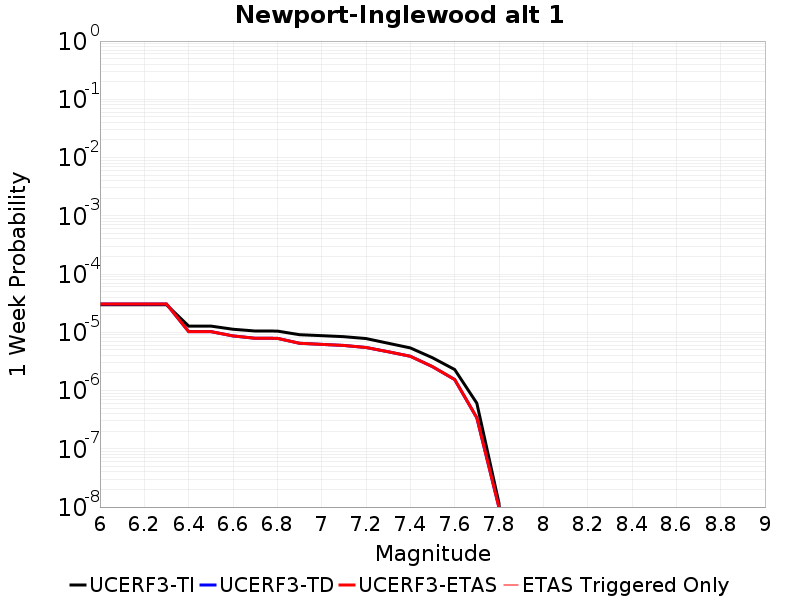 Newport-Inglewood alt 1
10^0
10^-1
10^-2
10^-3
10^-4
10^-5
10^-6
10^-7
10^-8
1 Week Probability
6 6.2 6.4 6.6 6.8 7 7.2 7.4 7.6 7.8 8 8.2 8.4 8.6 8.8 9
Magnitude
UCERF3-TI UCERF3-TD UCERF3-ETAS ETAS Triggered Only